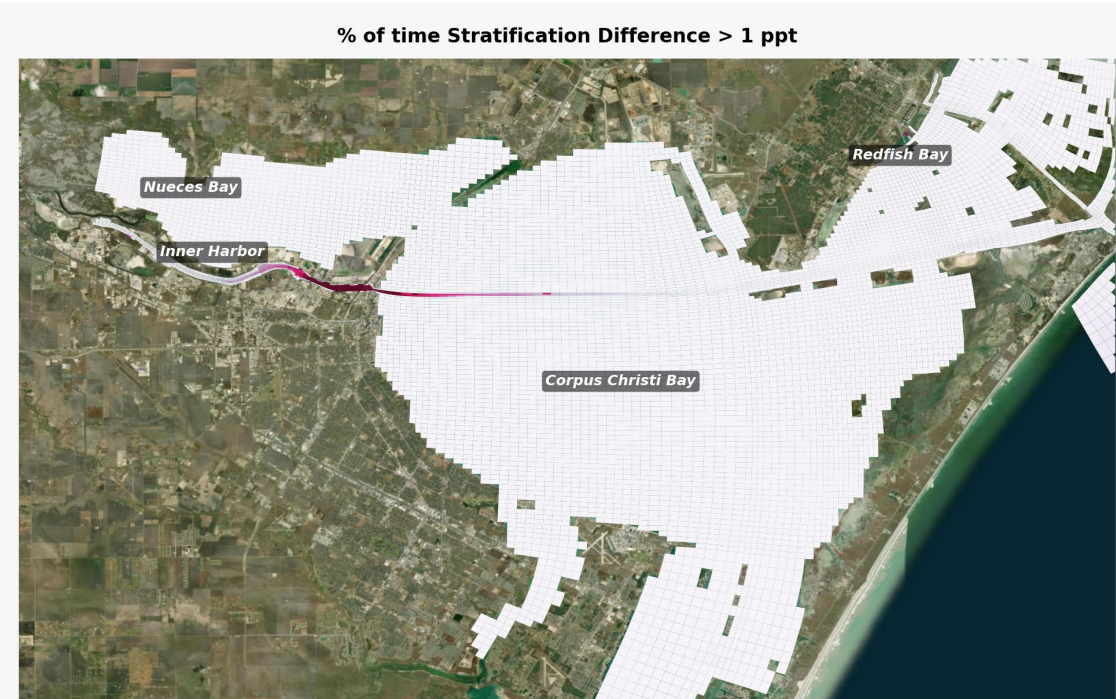 % of time Stratification Difference > 1 ppt
Redfish Bay
Nueces Bay
Inner Harbor
Corpus Christi Bay